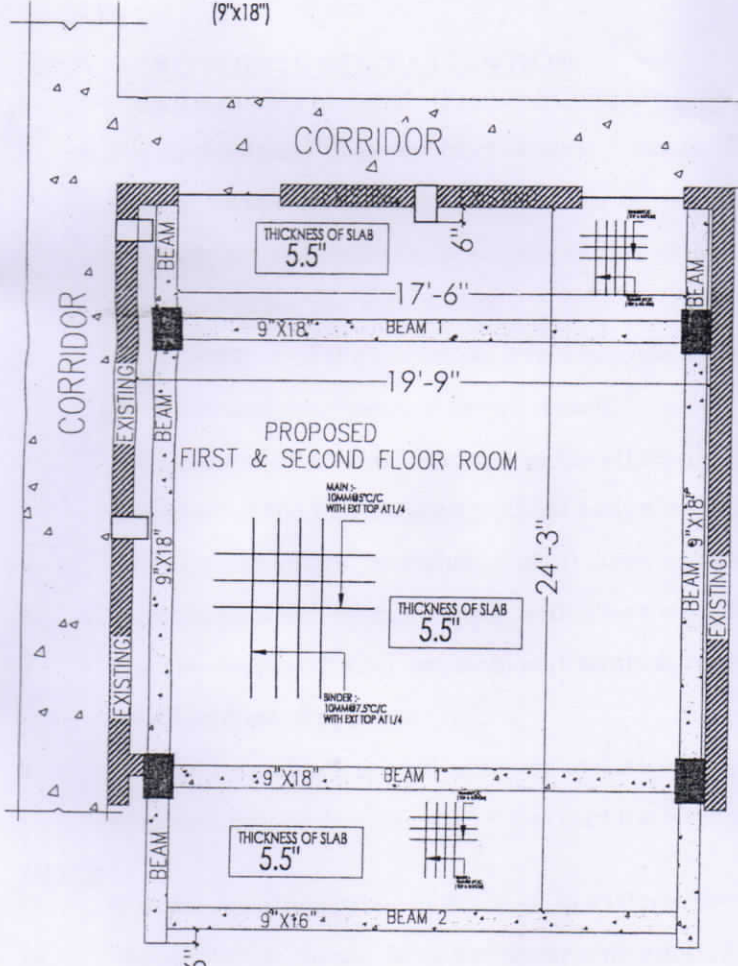 (9"x18")
CORRIDOR
THICKNESS OF SLAB
5.5"
6"
BEAM
BEAM
17'-6"
9"X18"
BEAM 1
CORRIDOR
19'-9"
EXISTING
BEAM
PROPOSED
FIRST & SECOND FLOOR ROOM
MAIN :-
10MM@5"C/C
WITH EXT TOP AT L/4
9"X18"
24'-3"
BEAM 9"X18"
EXISTING
THICKNESS OF SLAB
5.5"
EXISTING
BINDER :-
10MM@7.5"C/C
WITH EXT TOP AT L/4
9"X18"
BEAM 1
THICKNESS OF SLAB
5.5"
BEAM
9"X16"
BEAM 2